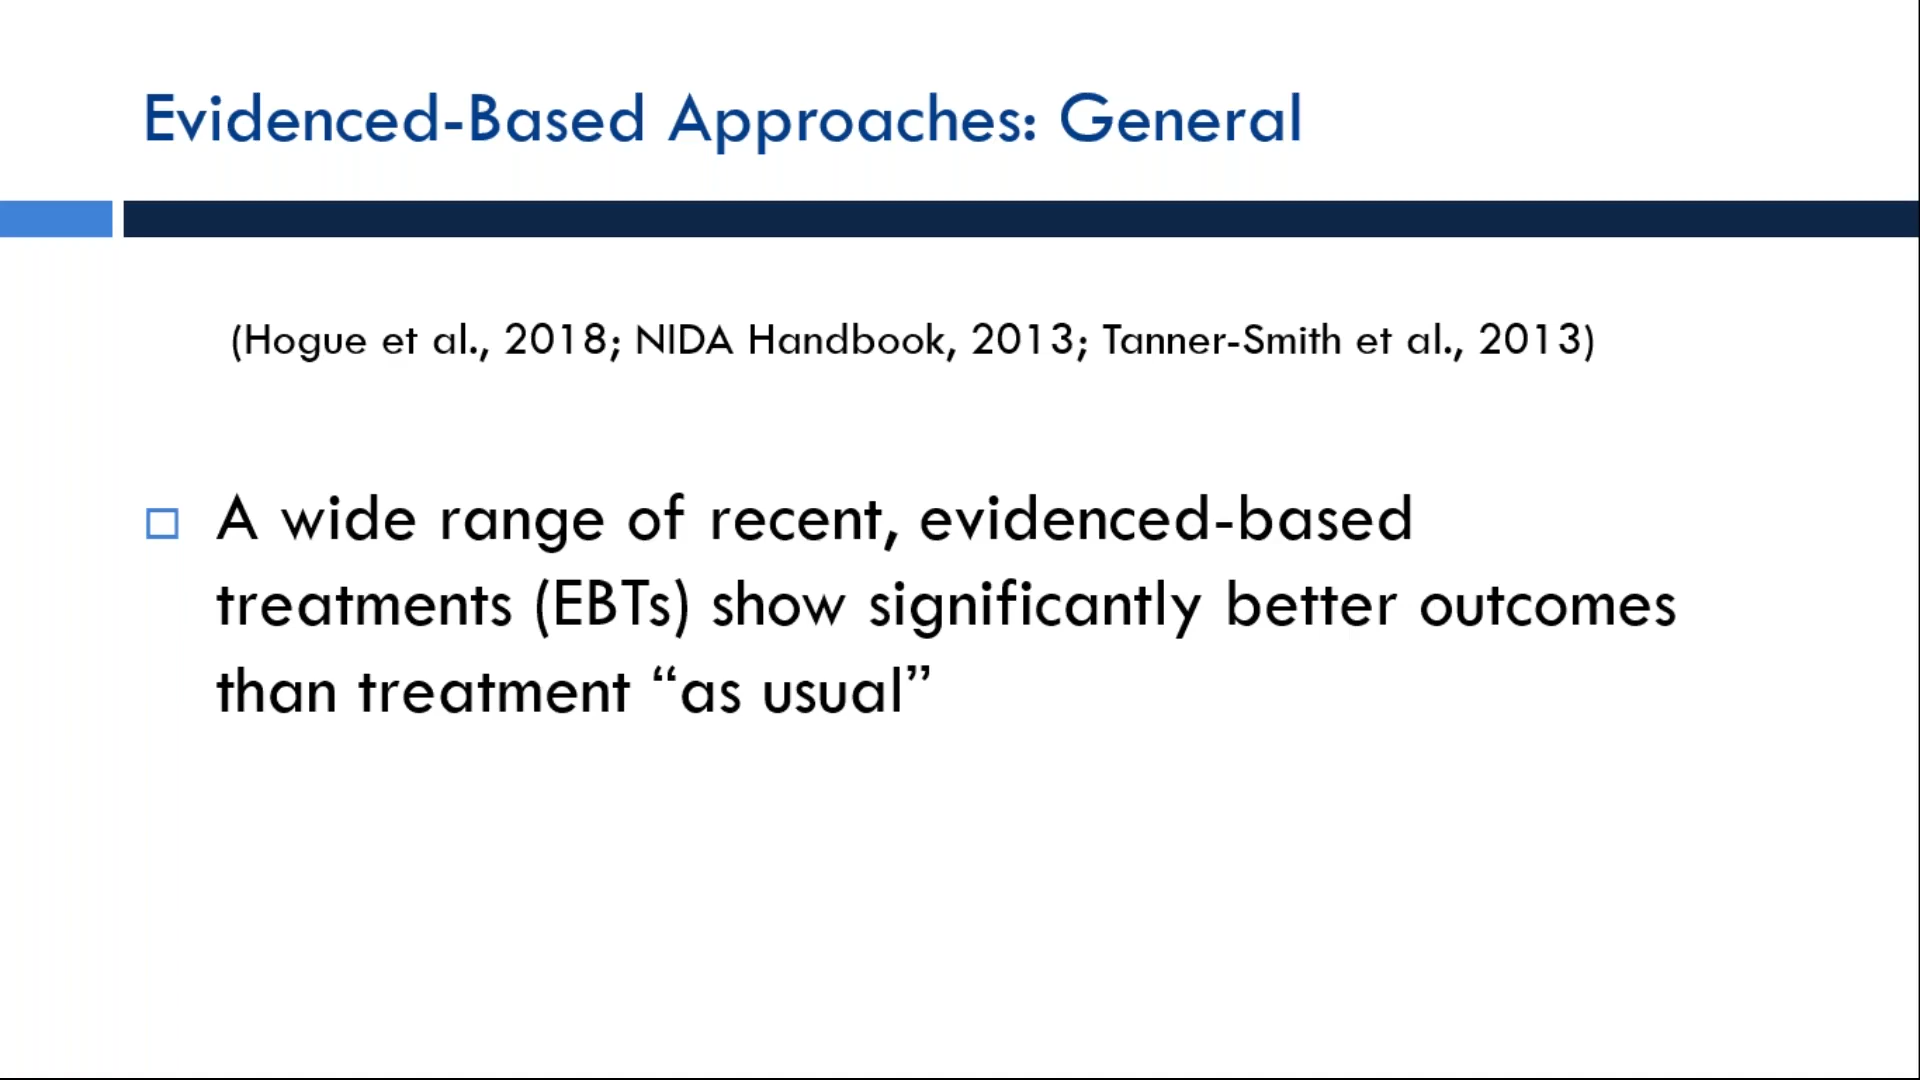 Evidenced-Based Approaches: General
(Hogue et al., 2018; NIDA Handbook, 2013; Tanner-Smith et al., 2013)
A wide range of recent, evidenced-based
treatments (EBTs) show significantly better outcomes
than treatment “as usual”